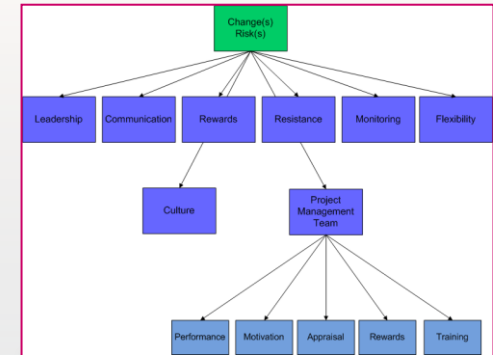 Change(s)
Risk(s)
Leadership
Communication
Rewards
Resistance
Monitoring
Flexibility
Culture
Project
Management
Team
Performance
Motivation
Appraisal
Rewards
Training